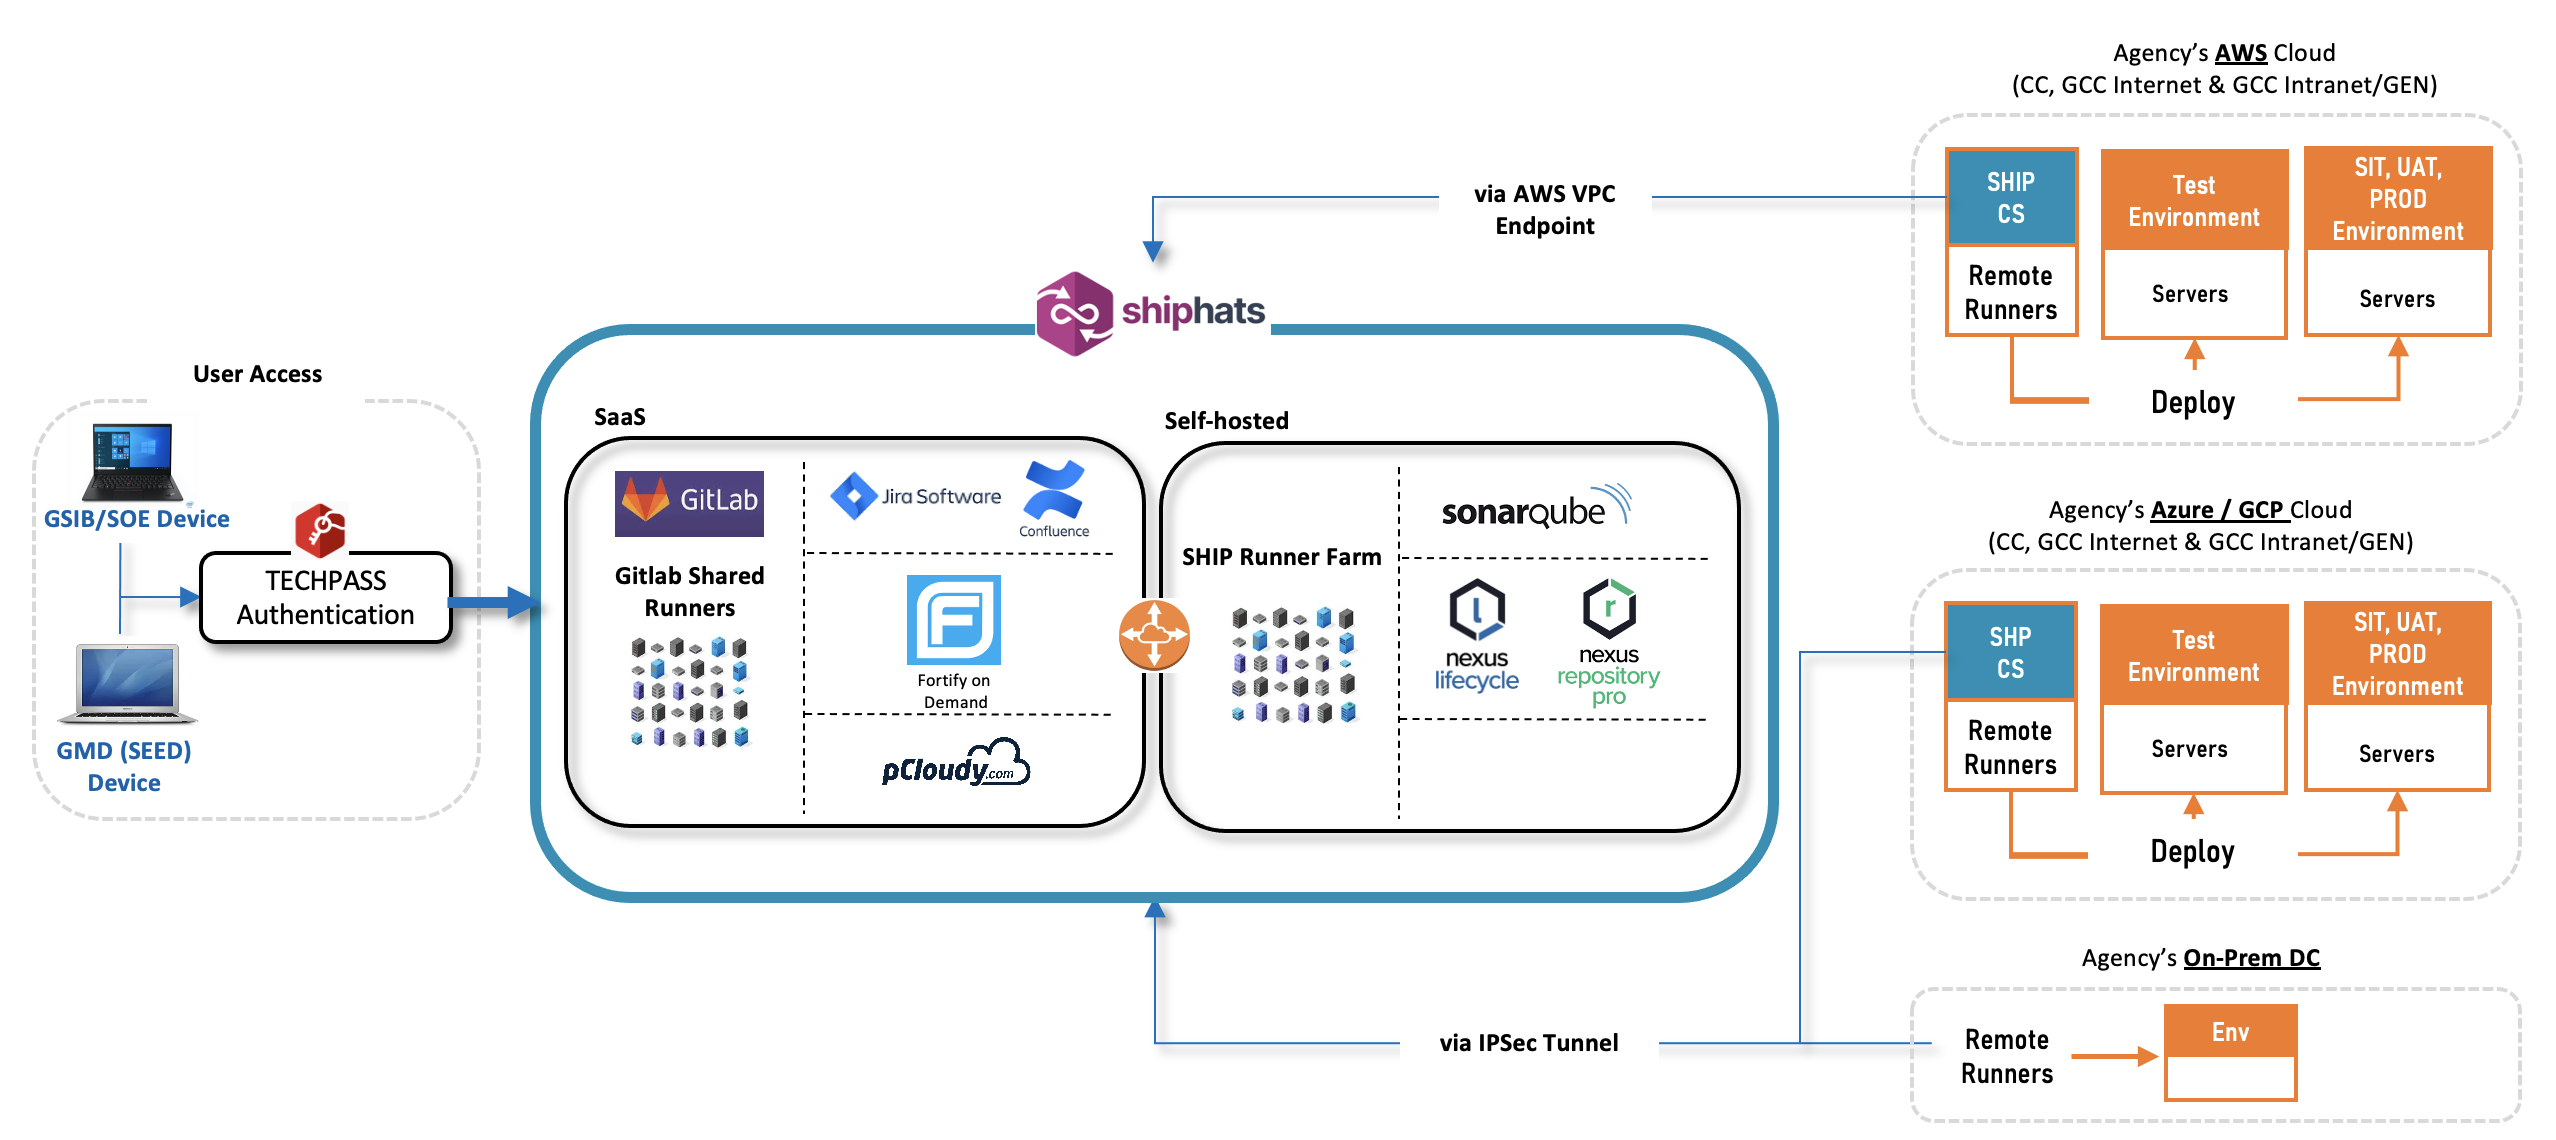 User Access
GSIB/SOE Device
TECHPASS
Authentication
GMD (SEED)
Device
shiphats
SaaS
GitLab
Gitlab Shared
Runners
Jira Software
Confluence
Fortify on
Demand
pCloudy.com
Self-hosted
SHIP Runner Farm
sonarqube
nexus
lifecycle
nexus
repository
pro
via AWS VPC
Endpoint
via IPSec Tunnel
Agency’s AWS Cloud
(CC, GCC Internet & GCC Intranet/GEN)
SHIP
CS
Remote
Runners
Test
Environment
Servers
SIT, UAT,
PROD
Environment
Servers
Deploy
Agency’s Azure / GCP Cloud
(CC, GCC Internet & GCC Intranet/GEN)
SHP
CS
Remote
Runners
Test
Environment
Servers
SIT, UAT,
PROD
Environment
Servers
Deploy
Agency’s On-Prem DC
Remote
Runners
Env